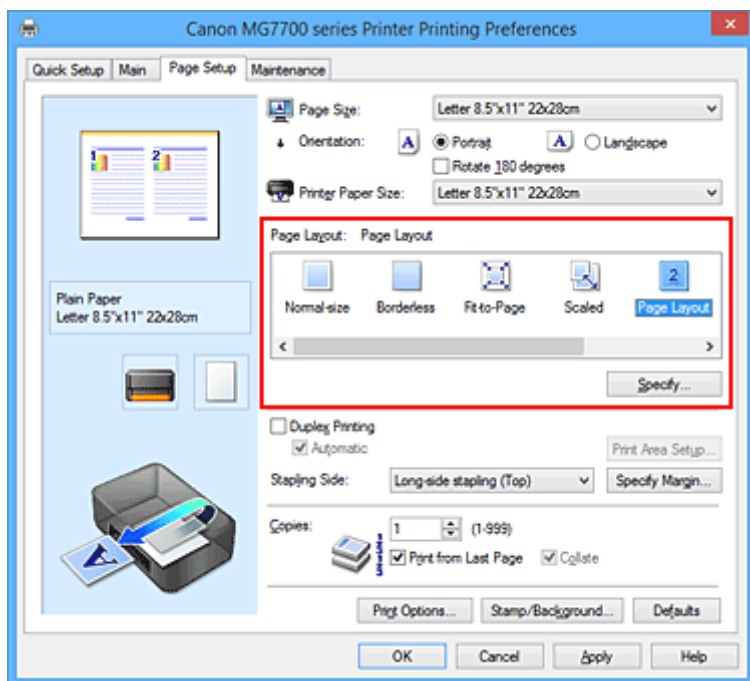 Canon MG7700 series Printer Printing Preferences
Quick Setup Main Page Setup Maintenance
1 2
Plain Paper
Letter 8.5"x11" 22x28cm
Page Size: Letter 8.5"x11" 22x28cm
Orientation: A Portrait A Landscape
Rotate 180 degrees
Printer Paper Size: Letter 8.5"x11" 22x28cm
Page Layout: Page Layout
2
Normal-size Borderless Fit-to-Page Scaled Page Layout
Specify...
Duplex Printing
Automatic Print Area Setup...
Stapling Side: Long-side stapling (Top) Specify Margin...
Copies: 1 (1-999)
Print from Last Page Collate
A
Print Options... Stamp/Background... Defaults
OK Cancel Apply Help